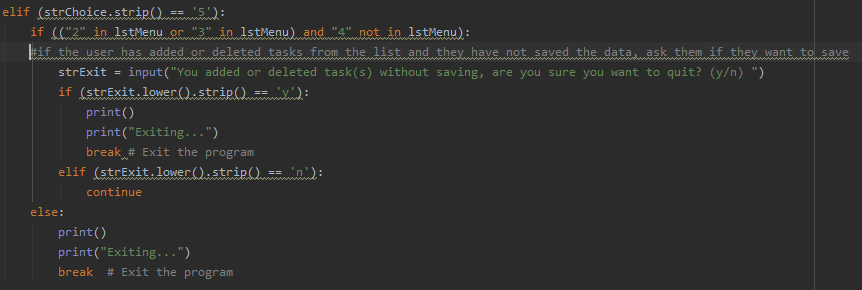 elif (strChoice.strip() == '5'):
if (("2" in lstMenu or "3" in lstMenu) and "4" not in lstMenu):
#if the user has added or deleted tasks from the list and they have not saved the data, ask them if they want to save
strExit = input("You added or deleted task(s) without saving, are you sure you want to quit? (y/n) ")
if (strExit.lower().strip() == 'y'):
print()
print("Exiting...")
break # Exit the program
elif (strExit.lower().strip() == 'n'):
continue
else:
print()
print("Exiting...")
break  # Exit the program